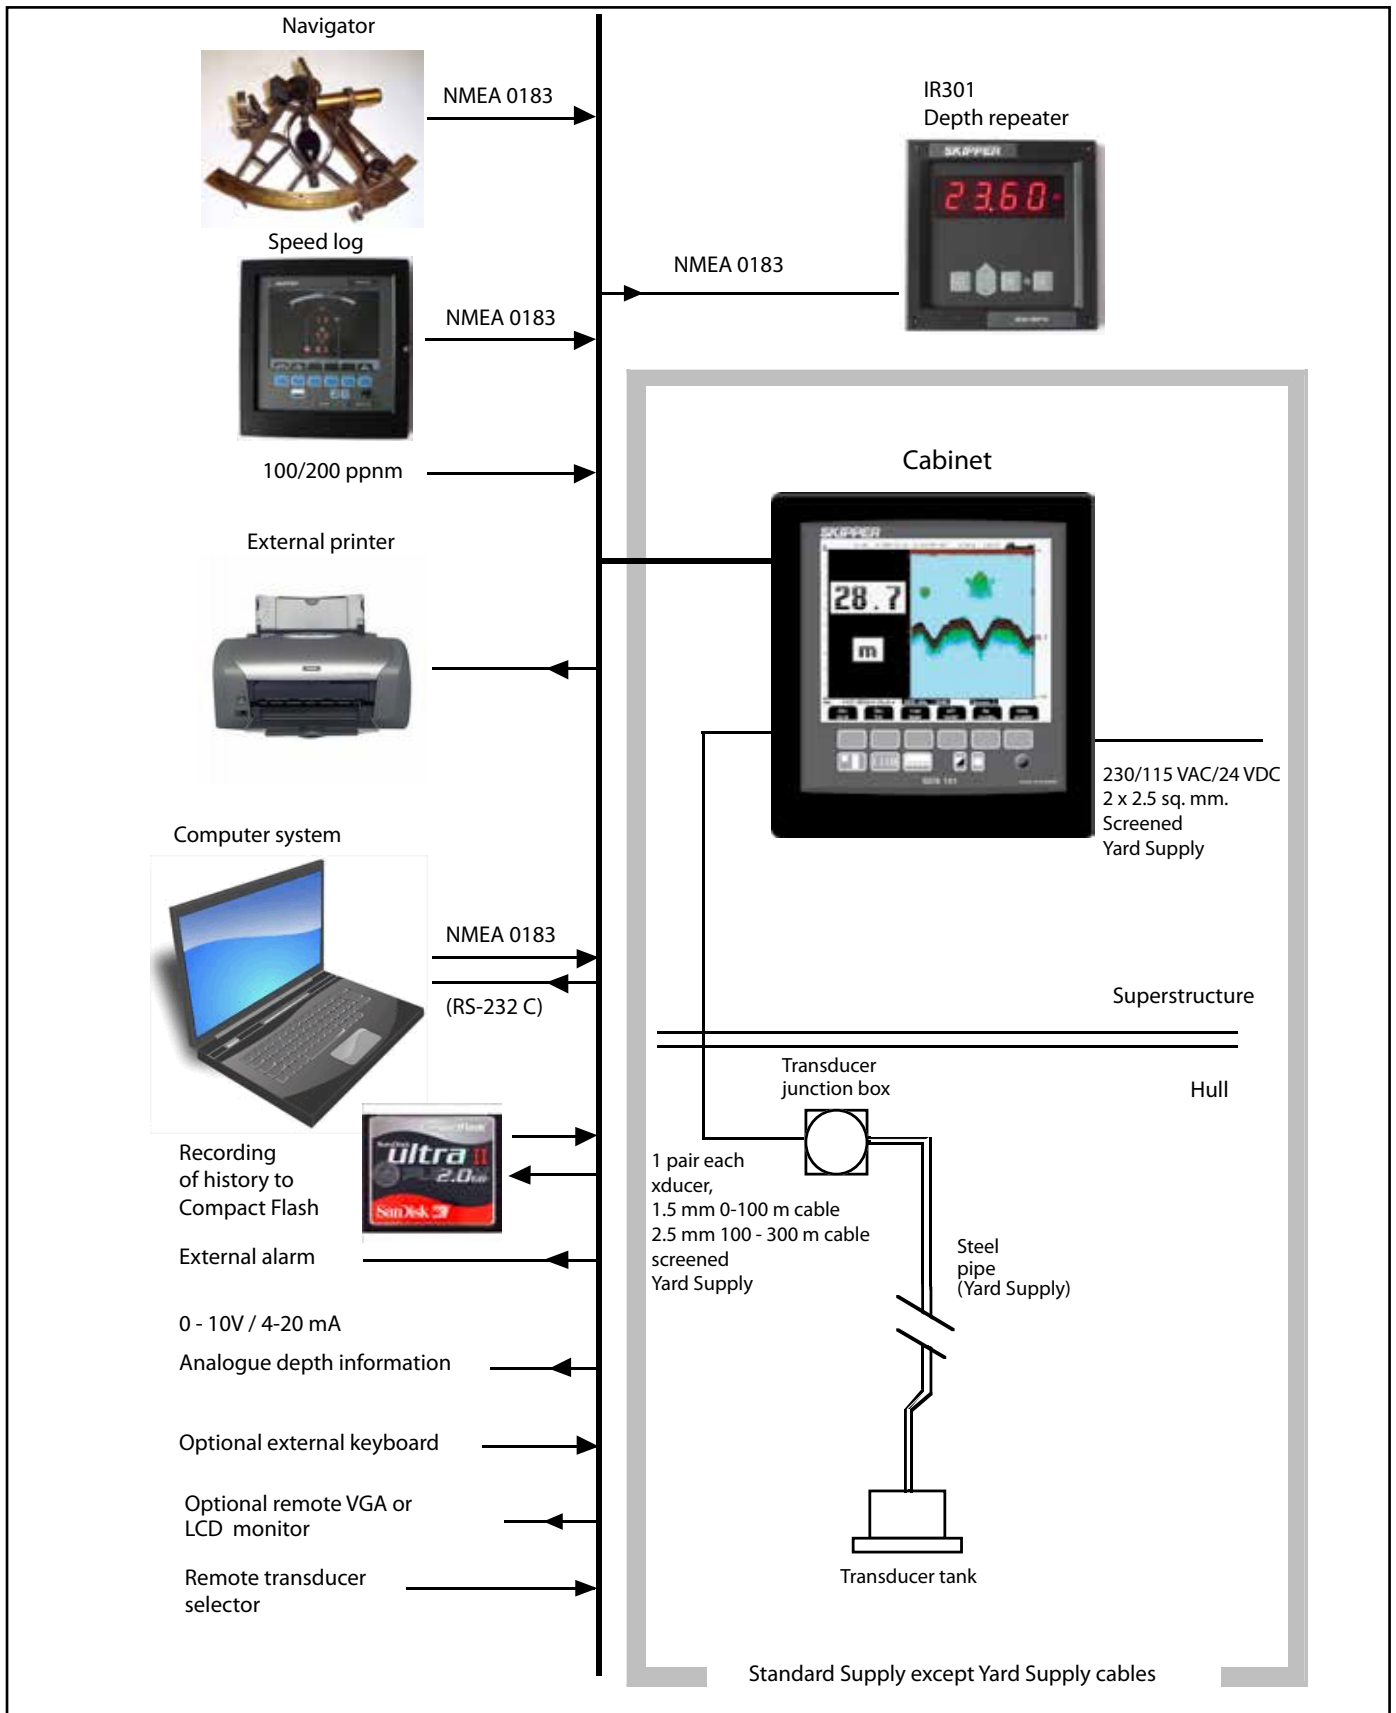 Navigator
NMEA 0183
IR301
Depth repeater
SKIPPER
23.60
Speed log
NMEA 0183
NMEA 0183
100/200 ppnm
Cabinet
External printer
SKIPPER
28.7
m
230/115 VAC/24 VDC
2 x 2.5 sq. mm.
Screened
Yard Supply
Computer system
NMEA 0183
(RS-232 C)
Superstructure
Transducer
junction box
Hull
Recording
of history to
Compact Flash
SanDisk
ultra II
2.0
SanDisk
1 pair each
xducer,
1.5 mm 0-100 m cable
2.5 mm 100 - 300 m cable
screened
Yard Supply
External alarm
Steel
pipe
(Yard Supply)
0 - 10V / 4-20 mA
Analogue depth information
Optional external keyboard
Optional remote VGA or
LCD monitor
Remote transducer
selector
Transducer tank
Standard Supply except Yard Supply cables